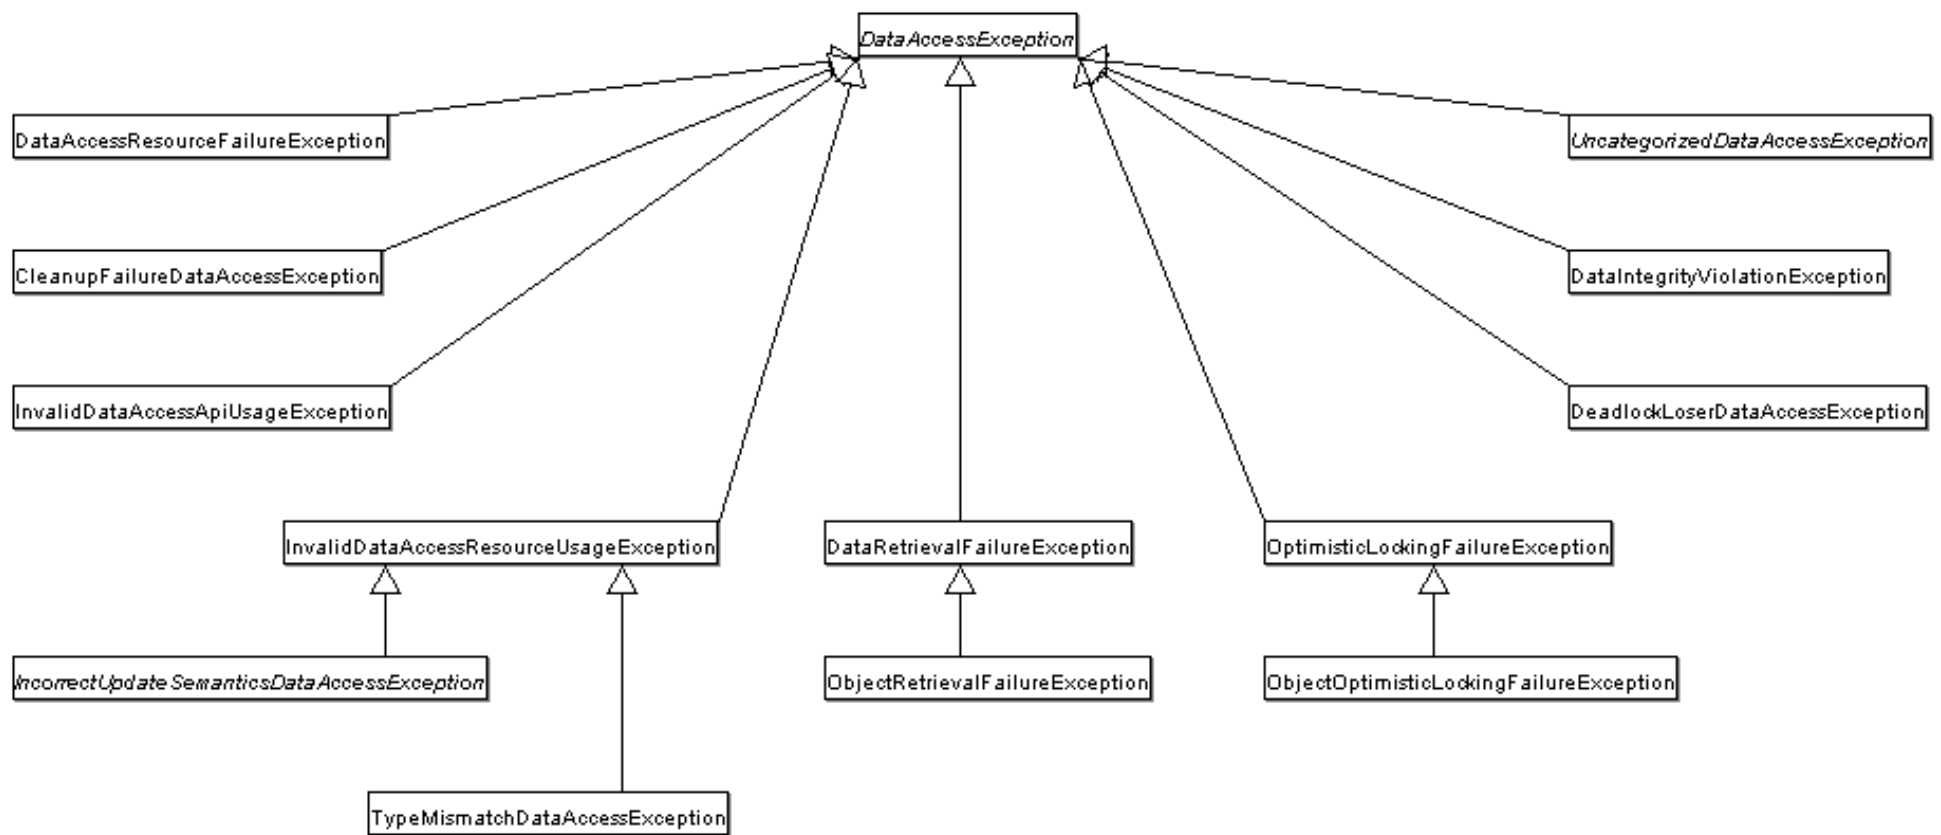 DataAccessException
DataAccessResourceFailureException
UncategorizedDataAccessException
CleanupFailureDataAccessException
DataIntegrityViolationException
InvalidDataAccessApiUsageException
DeadlockLoserDataAccessException
InvalidDataAccessResourceUsageException
DataRetrievalFailureException
OptimisticLockingFailureException
IncorrectUpdateSemanticsDataAccessException
ObjectRetrievalFailureException
ObjectOptimisticLockingFailureException
TypeMismatchDataAccessException